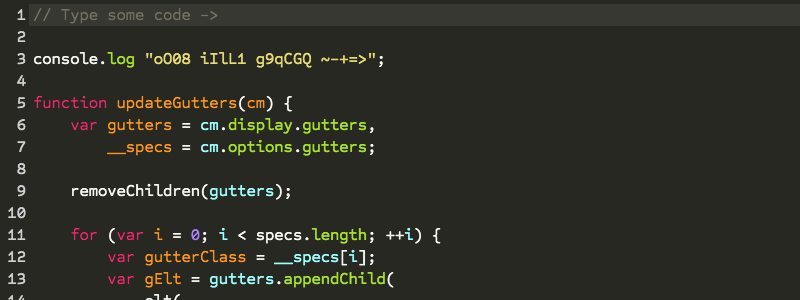 1 // Type some code ->
2
3 console.log "oO08 iIlL1 g9qCGQ ~-+=>";
4
5 function updateGutters(cm) {
6     var gutters = cm.display.gutters,
7         __specs = cm.options.gutters;
8
9     removeChildren(gutters);
10
11     for (var i = 0; i < specs.length; ++i) {
12         var gutterClass = __specs[i];
13         var gElt = gutters.appendChild(
14             elt(